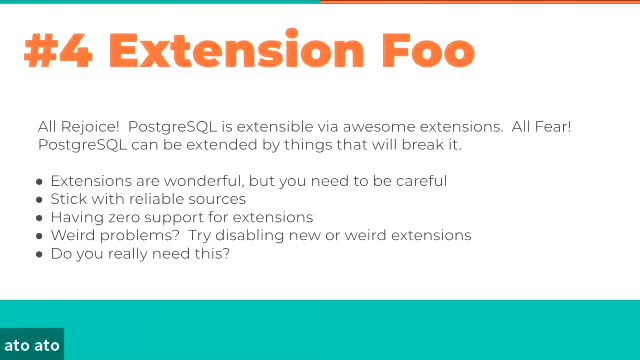 #4 Extension Foo
All Rejoice!  PostgreSQL is extensible via awesome extensions.  All Fear!
PostgreSQL can be extended by things that will break it.
● Extensions are wonderful, but you need to be careful
● Stick with reliable sources
● Having zero support for extensions
● Weird problems?  Try disabling new or weird extensions
● Do you really need this?
ato ato